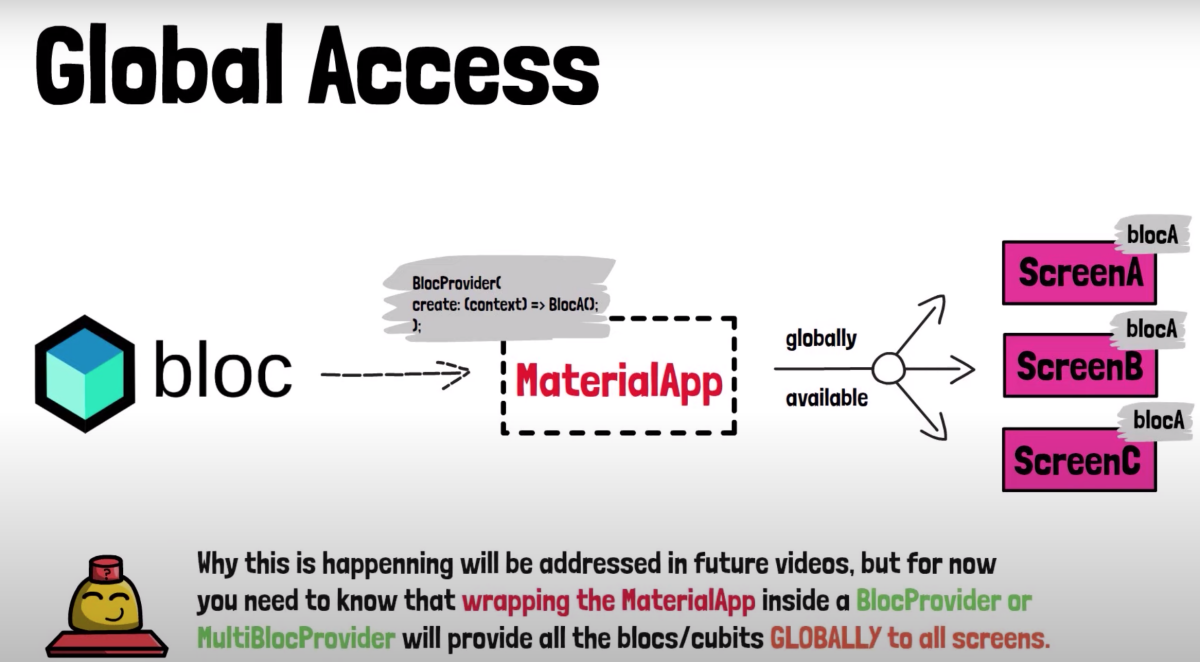 Global Access
bloc
BlocProvider(
create: (context) => BlocA();
);
MaterialApp
globally
available
blocA
ScreenA
blocA
ScreenB
blocA
ScreenC
?
Why this is happenning will be addressed in future videos, but for now
you need to know that wrapping the MaterialApp inside a BlocProvider or
MultiBlocProvider will provide all the blocs/cubits GLOBALLY to all screens.